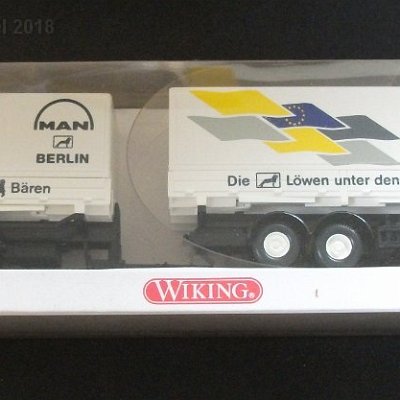 2018
MAN
BERLIN
Bären
Die Löwen unter den
WIKING®